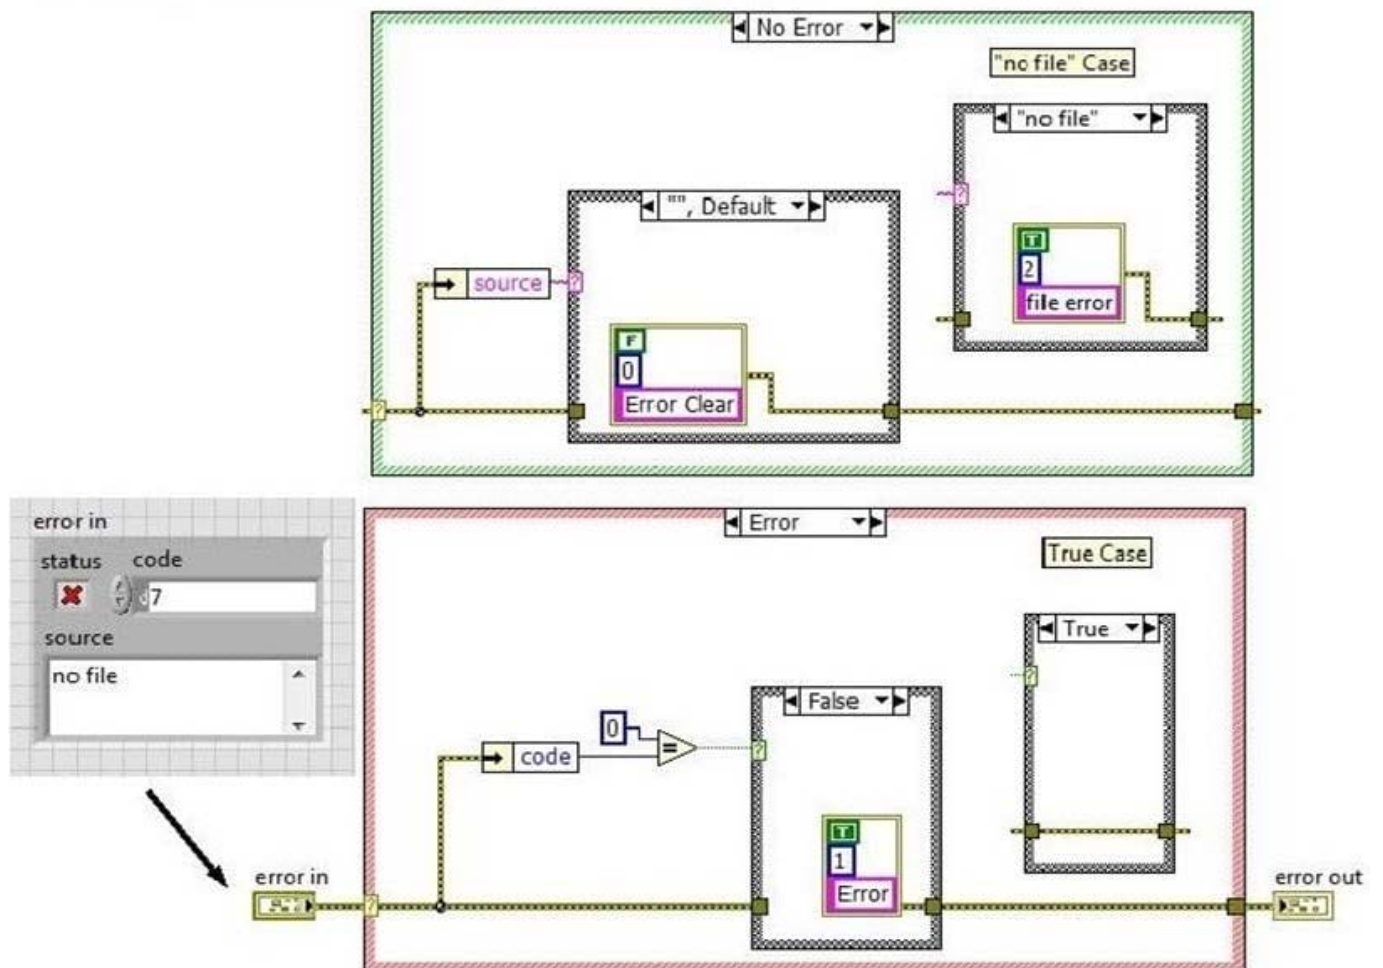 No Error
"no file" Case
"no file"
"", Default
?
T
2
file error
source
?
F
0
Error Clear
?
error in
status code
7
source
no file
Error
True Case
True
?
False
0
=
code
?
T
1
Error
error in
?
error out